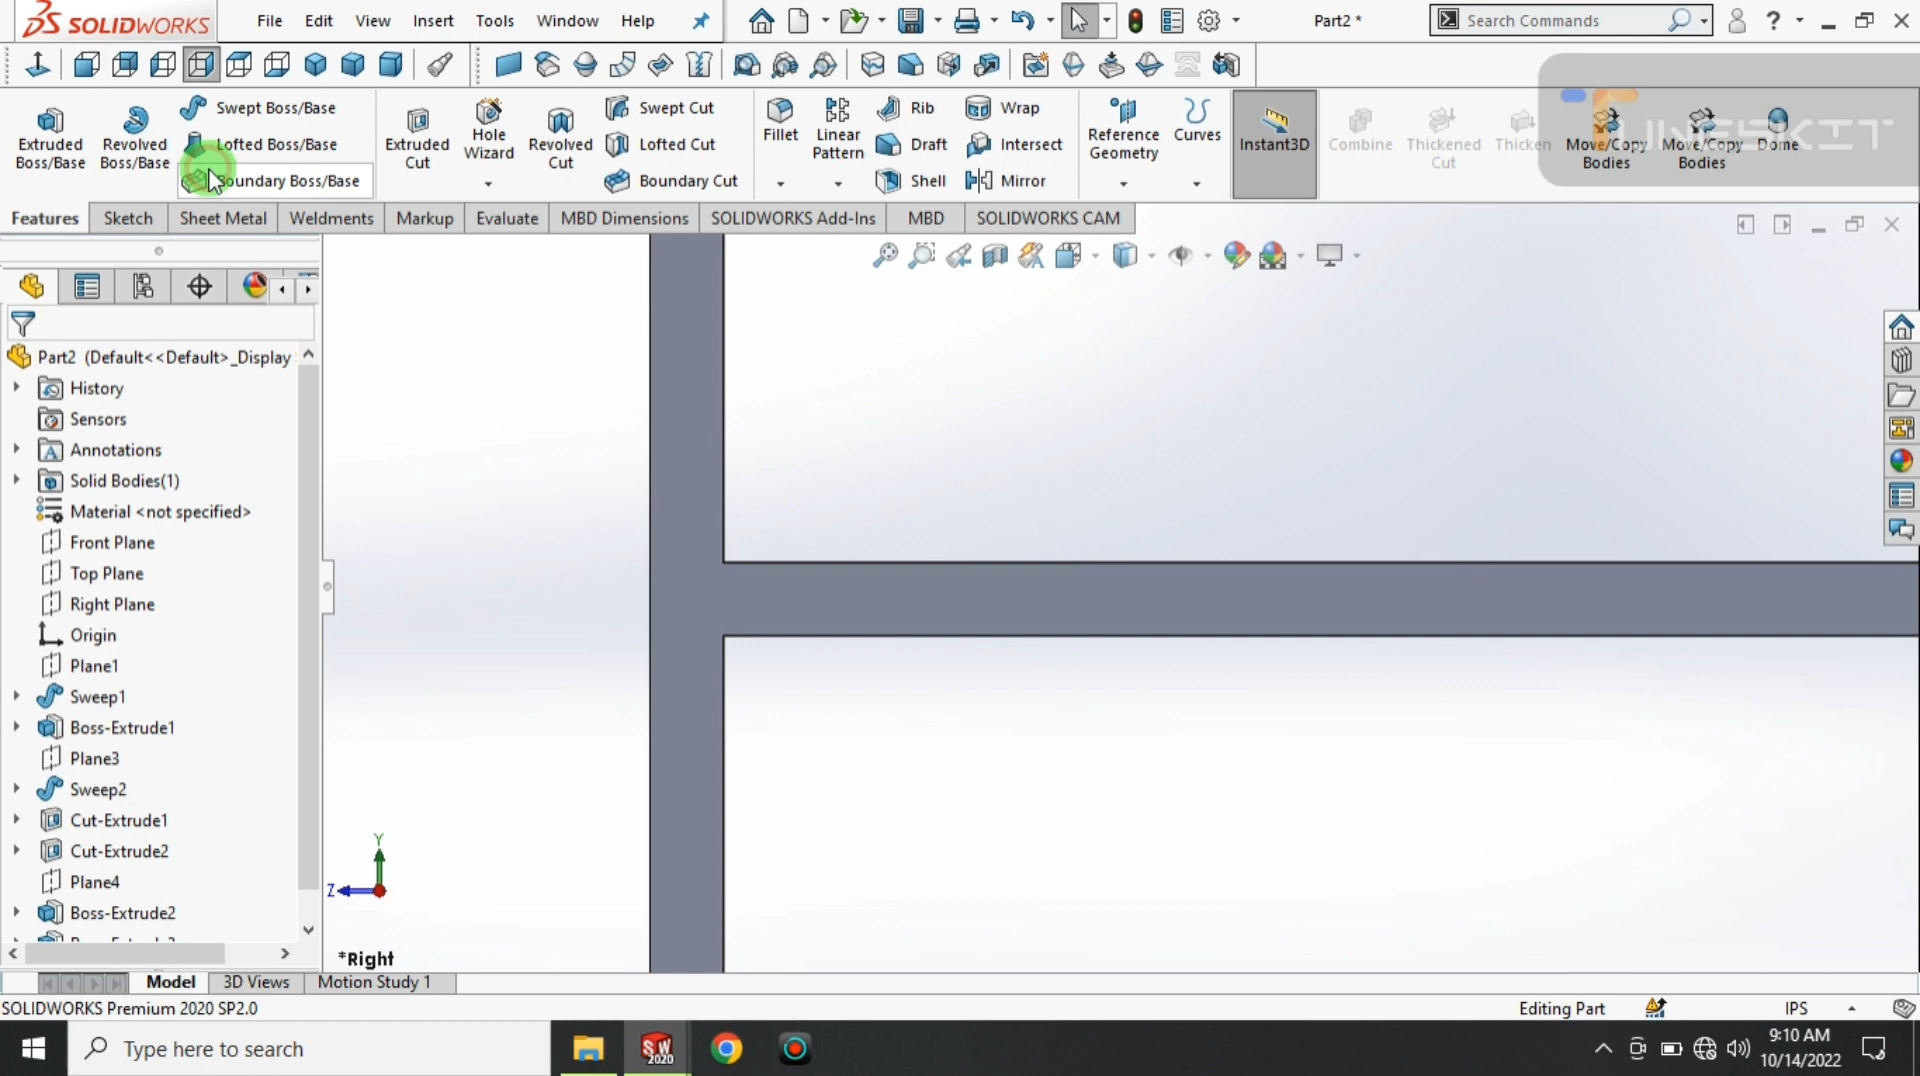 SOLIDWORKS File Edit View Insert Tools Window Help Part2 * Search Commands ?
Extruded Boss/Base
Revolved Boss/Base
Swept Boss/Base
Lofted Boss/Base
Boundary Boss/Base
Extruded Cut
Hole Wizard
Revolved Cut
Swept Cut
Lofted Cut
Boundary Cut
Fillet
Linear Pattern
Rib
Draft
Shell
Wrap
Intersect
Mirror
Reference Geometry
Curves
Instant3D
Combine
Thickened Cut
Thicken
Move/Copy Bodies
Move/Copy Bodies
Dome
Features Sketch Sheet Metal Weldments Markup Evaluate MBD Dimensions SOLIDWORKS Add-Ins MBD SOLIDWORKS CAM
Part2 (Default<<Default>_Display
History
Sensors
Annotations
Solid Bodies(1)
Material <not specified>
Front Plane
Top Plane
Right Plane
Origin
Plane1
Sweep1
Boss-Extrude1
Plane3
Sweep2
Cut-Extrude1
Cut-Extrude2
Plane4
Boss-Extrude2
Y
Z
*Right
Model 3D Views Motion Study 1
SOLIDWORKS Premium 2020 SP2.0 Editing Part IPS
Type here to search
SW 2020
9:10 AM
10/14/2022